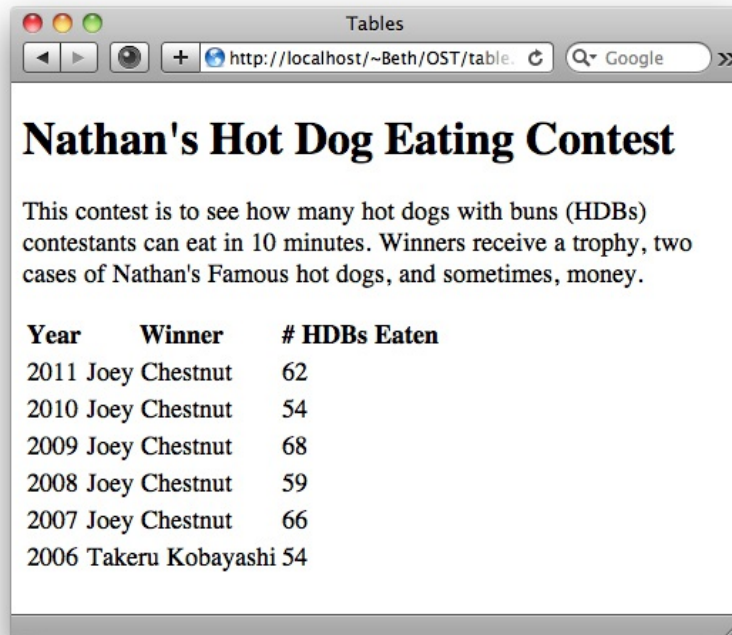 Tables
http://localhost/~Beth/OST/table.
Google
Nathan's Hot Dog Eating Contest
This contest is to see how many hot dogs with buns (HDBs)
contestants can eat in 10 minutes. Winners receive a trophy, two
cases of Nathan's Famous hot dogs, and sometimes, money.
Year Winner # HDBs Eaten
2011 Joey Chestnut 62
2010 Joey Chestnut 54
2009 Joey Chestnut 68
2008 Joey Chestnut 59
2007 Joey Chestnut 66
2006 Takeru Kobayashi 54